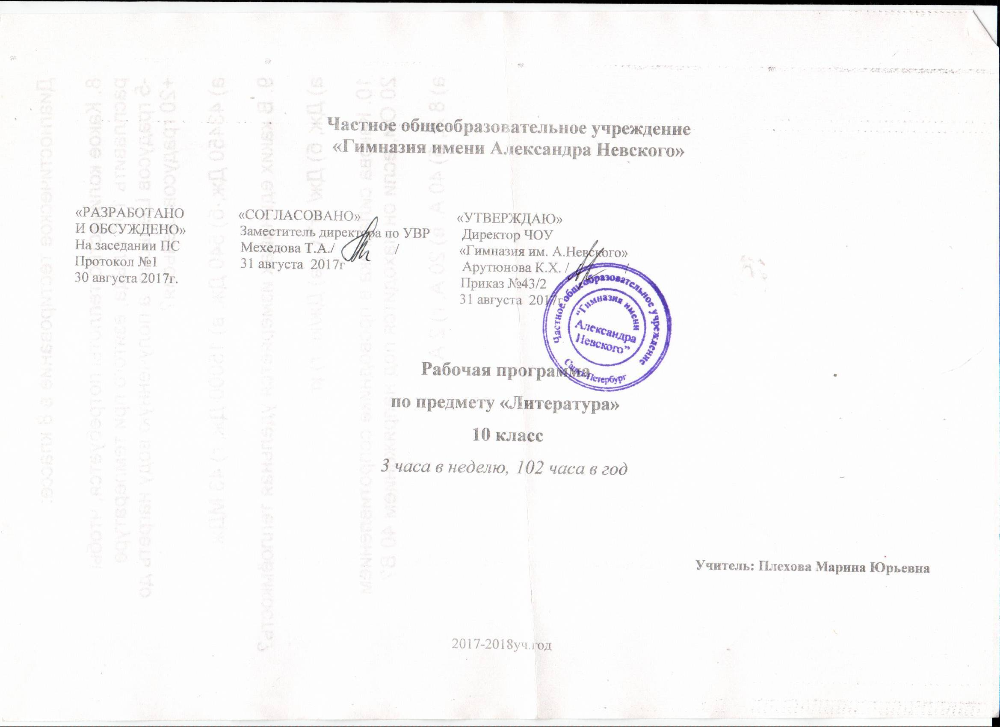 Частное общеобразовательное учреждение
«Гимназия имени Александра Невского»
«РАЗРАБОТАНО
И ОБСУЖДЕНО»
На заседании ПС
Протокол №1
30 августа 2017г.
«СОГЛАСОВАНО»
Заместитель директора по УВР
Мехедова Т.А./ /
31 августа 2017г
«УТВЕРЖДАЮ»
Директор ЧОУ
«Гимназия им. А.Невского»
Арутюнова К.Х. / /
Приказ №43/2
31 августа 2017г.
Частное общеобразовательное учреждение
"Гимназия имени
Александра
Невского"
Санкт-Петербург
Рабочая программа
по предмету «Литература»
10 класс
3 часа в неделю, 102 часа в год
Учитель: Плехова Марина Юрьевна
2017-2018уч.год